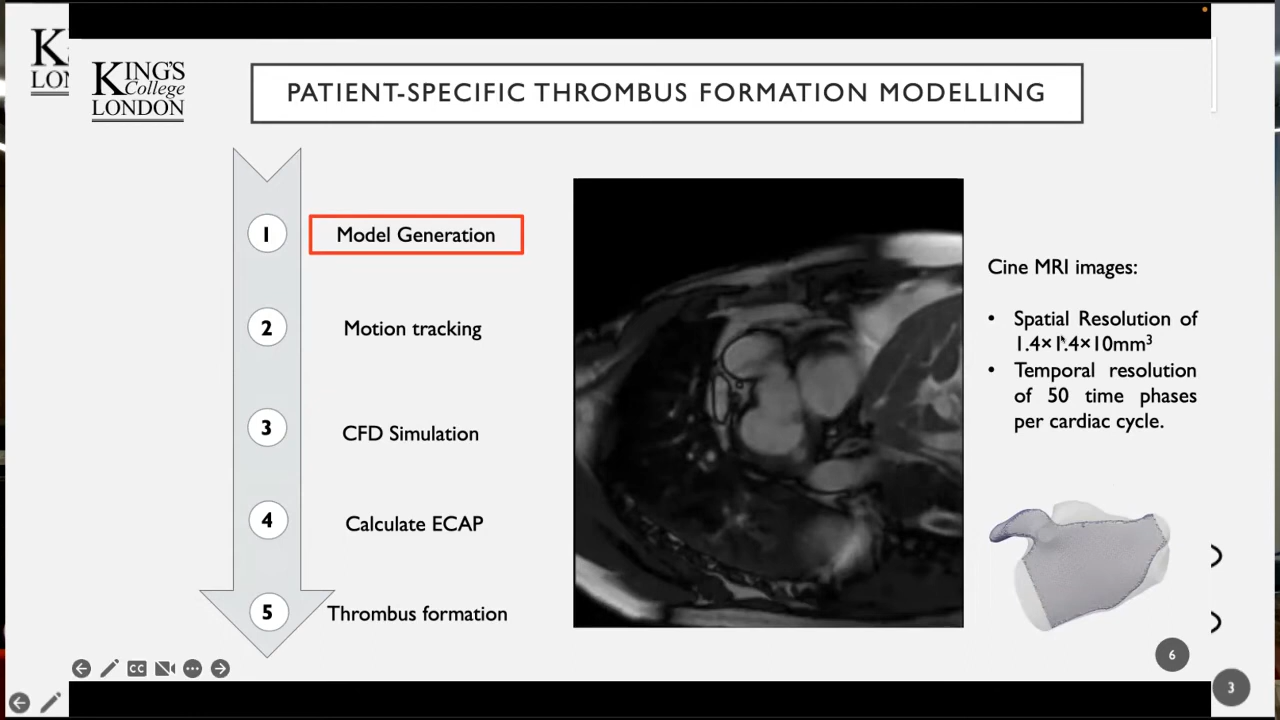 K
LON
KING'S
College
LONDON
PATIENT-SPECIFIC THROMBUS FORMATION MODELLING
1 Model Generation
2 Motion tracking
3 CFD Simulation
4 Calculate ECAP
5 Thrombus formation
Cine MRI images:
• Spatial Resolution of
1.4×1.4×10mm³
• Temporal resolution
of 50 time phases
per cardiac cycle.
CC
6
3